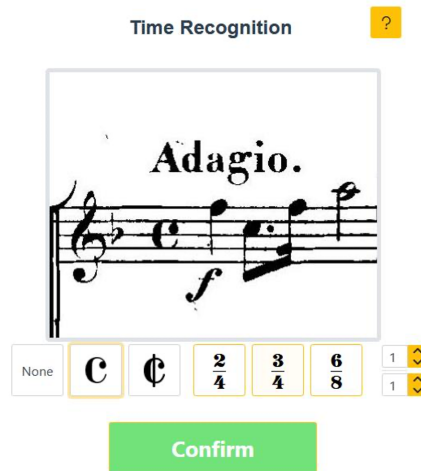 Time Recognition
?
Adagio.
f
None C ¢ 2/4 3/4 6/8 1
1
Confirm